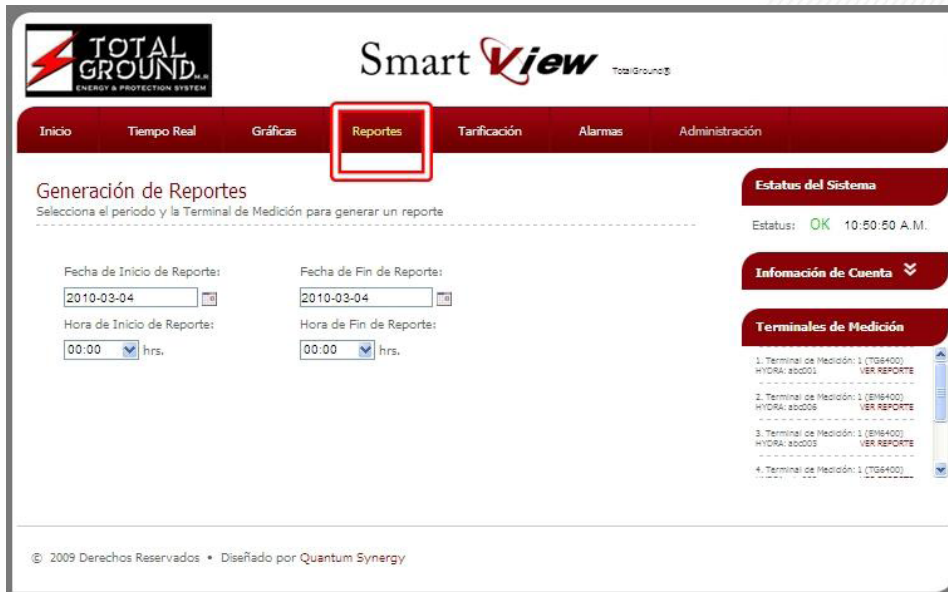 TOTAL
GROUND M.R
ENERGY & PROTECTION SYSTEM
Smart View TotalGround®
Inicio Tiempo Real Gráficas Reportes Tarificación Alarmas Administración
Generación de Reportes
Selecciona el periodo y la Terminal de Medición para generar un reporte
Fecha de Inicio de Reporte: Fecha de Fin de Reporte:
2010-03-04 2010-03-04
Hora de Inicio de Reporte: Hora de Fin de Reporte:
00:00 hrs. 00:00 hrs.
Estatus del Sistema
Estatus: OK 10:50:50 A.M.
Infomación de Cuenta
Terminales de Medición
1. Terminal de Medición: 1 (TG6400)
HYDRA: abc001 VER REPORTE
2. Terminal de Medición: 1 (EM6400)
HYDRA: abc006 VER REPORTE
3. Terminal de Medición: 1 (EM6400)
HYDRA: abc005 VER REPORTE
4. Terminal de Medición: 1 (TG6400)
© 2009 Derechos Reservados • Diseñado por Quantum Synergy